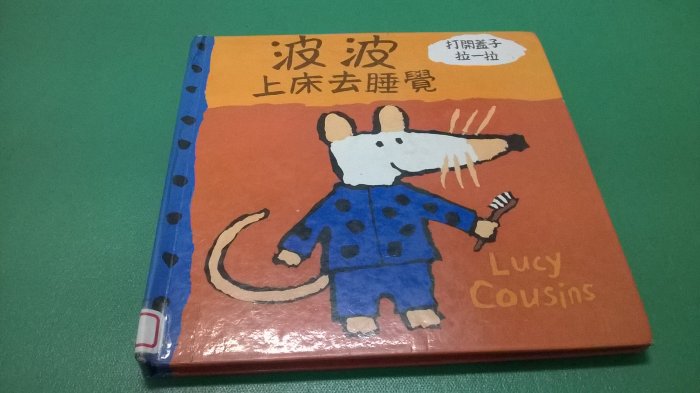 波波
上床去睡覺
打開蓋子
拉一拉
Lucy
Cousins